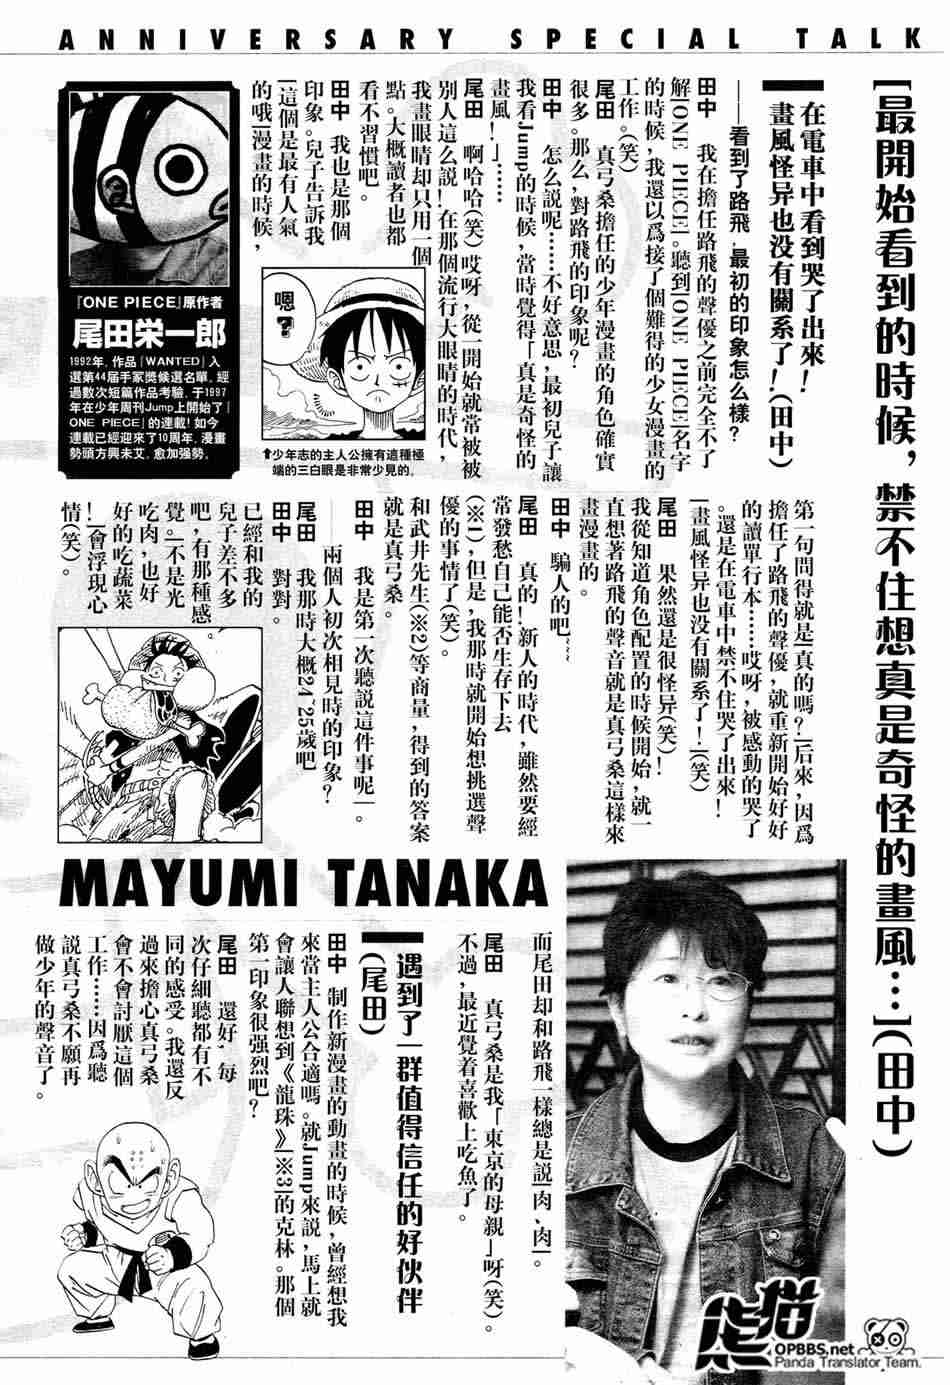 ANNIVERSARY SPECIAL TALK
【最開始看到的時候，禁不住想真是奇怪的畫風…】（田中）
在電車中看到哭了出來！
畫風怪异也没有關系了！（田中）
——看到了路飛，最初的印象怎么樣？
田中　我在擔任路飛的聲優之前完全不了
解「ONE PIECE」。聽到「ONE PIECE」名字
的時候，我還以爲接了個難得的少女漫畫的
工作。（笑）
尾田　真弓桑擔任的少年漫畫的角色確實
很多。那么，對路飛的印象呢？
田中　怎么説呢……不好意思，最初兒子讓
我看Jump的時候，當時覺得「真是奇怪的
畫風！」……
尾田　啊哈哈（笑）哎呀，從一開始就常被被
别人這么説！在那個流行大眼睛的時代，
我畫眼睛却只用一個
點。大概讀者也都
看不習慣吧
田中　我也是那個
印象。兒子告訴我
「這個是最有人氣
的哦」漫畫的時候，
嗯？
⬆少年志的主人公擁有這種極
端的三白眼是非常少見的。
『ONE PIECE』原作者
尾田栄一郎
1992年，作品「WANTED」入
選第44届手冢獎候選名單。經
過數次短篇作品考驗，于1997
年在少年周刊Jump上開始了「
ONE PIECE」的連載！如今
連載已經迎來了10周年，漫畫
勢頭方興未艾，愈加强勢。
第一句問得就是「真的嗎？」后來，因爲
擔任了路飛的聲優，就重新開始好好
的讀單行本……哎呀，被感動的哭了
。還是在電車中禁不住哭了出來！
「畫風怪异也没有關系了！」（笑）
尾田　果然還是很怪异（笑）！
我從知道角色配置的時候開始，就一
直想著路飛的聲音就是真弓桑這樣來
畫漫畫的。
田中　騙人的吧~~
尾田　真的！新人的時代，雖然要經
常發愁自己能否生存下去
（※1），但是，我那時就開始想挑選聲
優的事情了（笑）。
和武井先生（※2）等商量，得到的答案
就是真弓桑。
田中　我是第一次聽説這件事呢」。
——兩個人初次相見時的印象？
尾田　我那時大概24、25歲吧
田中　對對。
已經和我的
兒子差不多
吧，有那種感
覺。「不是光
吃肉，也好
好的吃蔬菜
！」會浮現心
情（笑）。
MAYUMI TANAKA
而尾田却和路飛一樣總是説「肉、肉」。
尾田　真弓桑是我「東京的母親」呀（笑）。
不過，最近覺着喜歡上吃魚了。
遇到了一群值得信任的好伙伴
（尾田）
田中　制作新漫畫的動畫的時候，曾經想我
來當主人公合適嗎。就Jump來説，馬上就
會讓人聯想到《龍珠》「※3」的克林。那個
第一印象很强烈吧？
尾田　還好，每
次仔細聽都有不
同的感受。我還反
過來擔心真弓桑
會不會討厭這個
工作……因爲聽
説真弓桑不願再
做少年的聲音了。
熊猫
OPBBS.net
Panda Translator Team.